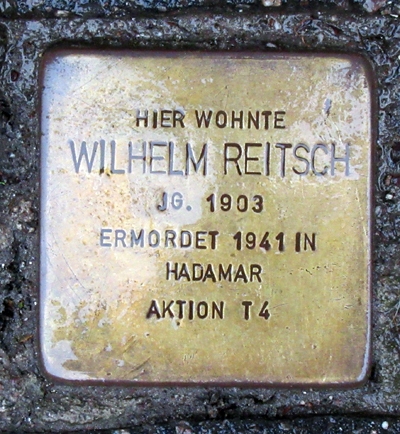 HIER WOHNTE
WILHELM REITSCH
JG. 1903
ERMORDET 1941 IN
HADAMAR
AKTION T4